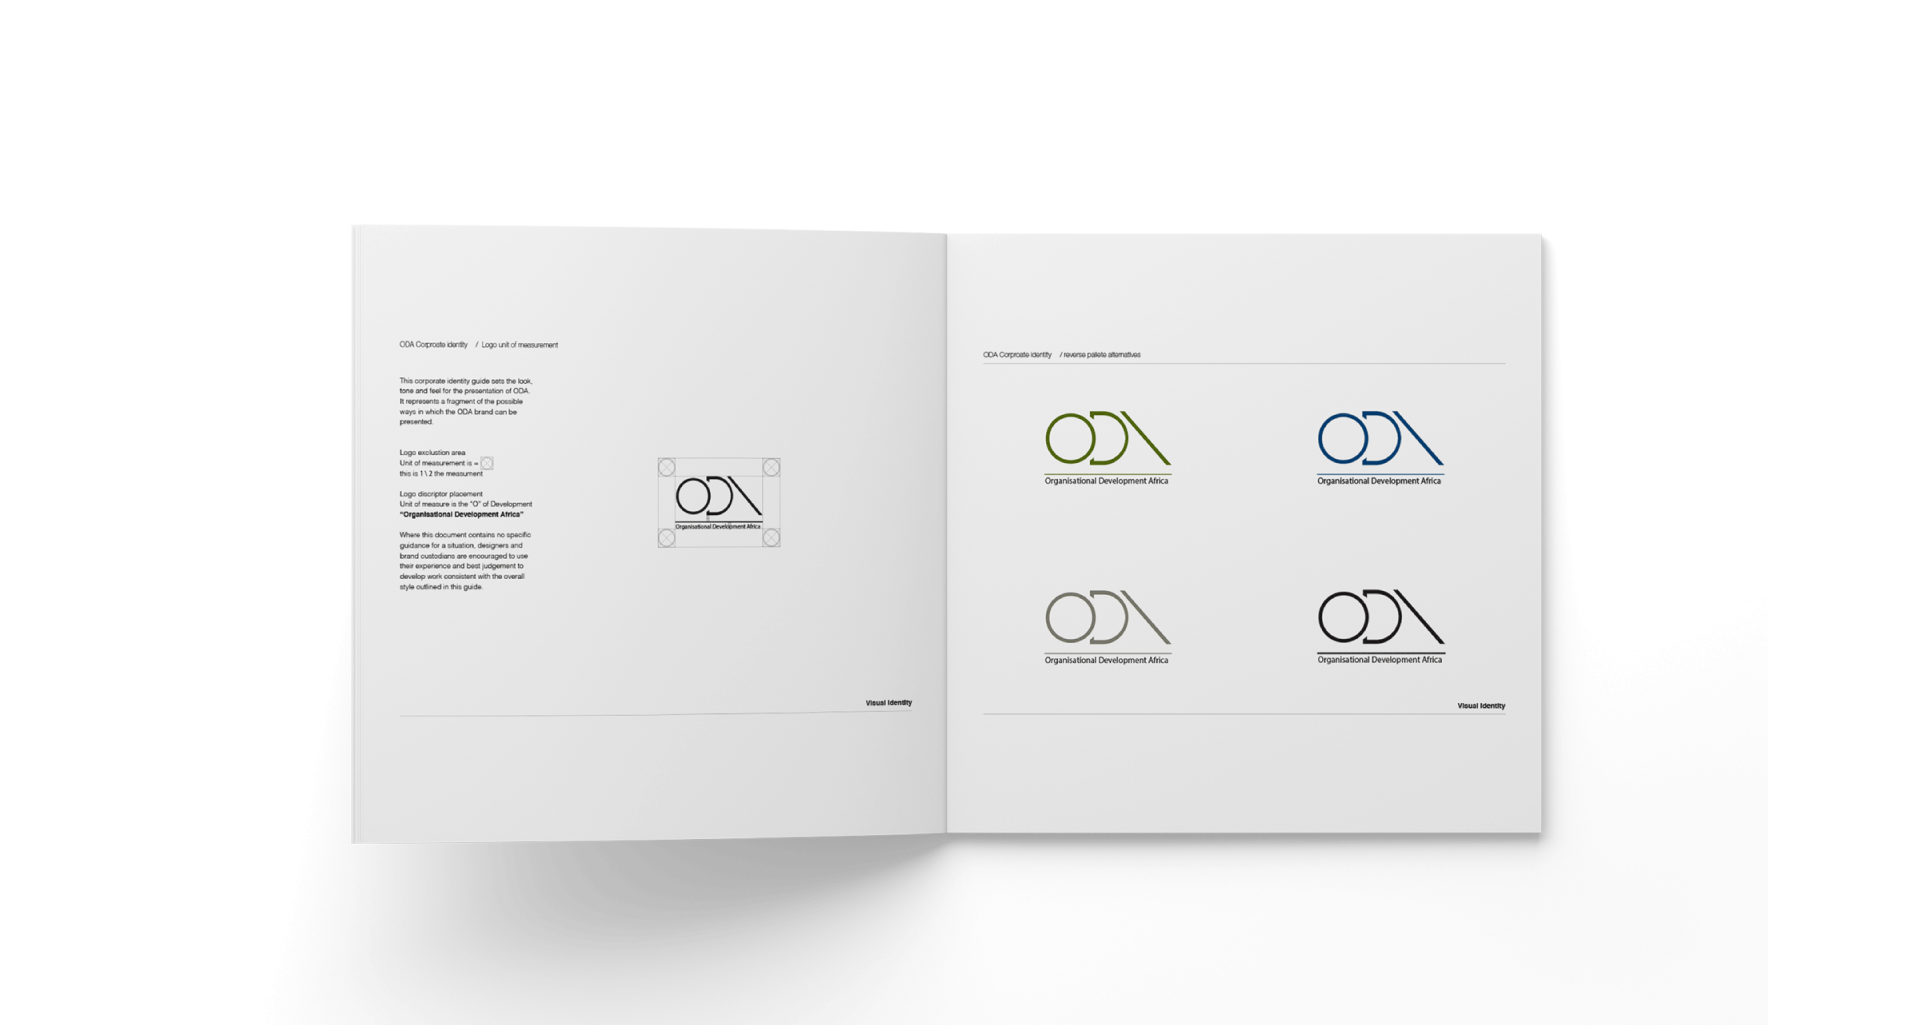 ODA Corproate identity / Logo unit of measurement
This corporate identity guide sets the look,
tone and feel for the presentation of ODA.
It represents a fragment of the possible
ways in which the ODA brand can be
presented.
Logo exclustion area
Unit of measurement is =
this is 1 \ 2 the measument
Logo discriptor placement
Unit of measure is the "O" of Development
"Organisational Development Africa"
Where this document contains no specific
guidance for a situation, designers and
brand custodians are encouraged to use
their experience and best judgement to
develop work consistent with the overall
style outlined in this guide.
ODA
Organisational Development Africa
Visual Identity
ODA Corproate identity / reverse pallete alternatives
ODA
Organisational Development Africa
ODA
Organisational Development Africa
ODA
Organisational Development Africa
ODA
Organisational Development Africa
Visual Identity